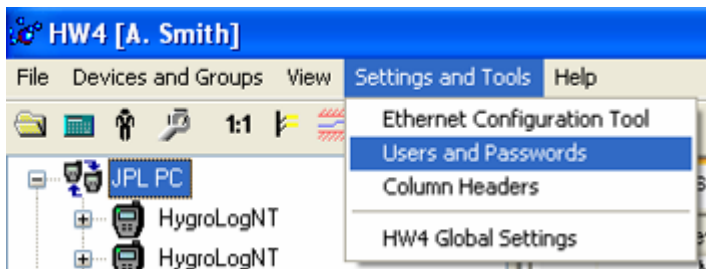 HW4 [A. Smith]
File Devices and Groups View Settings and Tools Help
1:1
Ethernet Configuration Tool
Users and Passwords
Column Headers
HW4 Global Settings
JPL PC
HygroLogNT
HygroLogNT